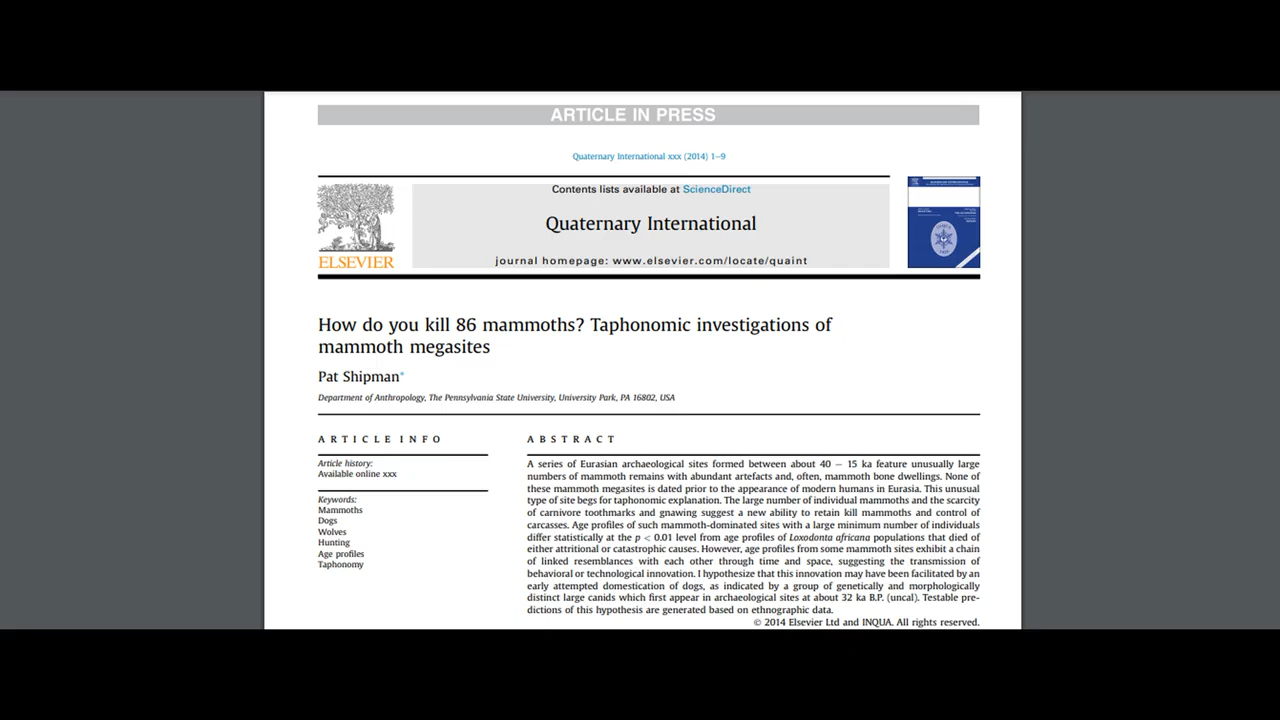 ARTICLE IN PRESS
Quaternary International xxx (2014) 1–9
Contents lists available at ScienceDirect
Quaternary International
journal homepage: www.elsevier.com/locate/quaint
ELSEVIER
How do you kill 86 mammoths? Taphonomic investigations of
mammoth megasites
Pat Shipman*
Department of Anthropology, The Pennsylvania State University, University Park, PA 16802, USA
ARTICLE INFO
Article history:
Available online xxx
Keywords:
Mammoths
Dogs
Wolves
Hunting
Age profiles
Taphonomy
ABSTRACT
A series of Eurasian archaeological sites formed between about 40 – 15 ka feature unusually large
numbers of mammoth remains with abundant artefacts and, often, mammoth bone dwellings. None of
these mammoth megasites is dated prior to the appearance of modern humans in Eurasia. This unusual
type of site begs for taphonomic explanation. The large number of individual mammoths and the scarcity
of carnivore toothmarks and gnawing suggest a new ability to retain kill mammoths and control of
carcasses. Age profiles of such mammoth-dominated sites with a large minimum number of individuals
differ statistically at the p < 0.01 level from age profiles of Loxodonta africana populations that died of
either attritional or catastrophic causes. However, age profiles from some mammoth sites exhibit a chain
of linked resemblances with each other through time and space, suggesting the transmission of
behavioral or technological innovation. I hypothesize that this innovation may have been facilitated by an
early attempted domestication of dogs, as indicated by a group of genetically and morphologically
distinct large canids which first appear in archaeological sites at about 32 ka B.P. (uncal). Testable pre-
dictions of this hypothesis are generated based on ethnographic data.
© 2014 Elsevier Ltd and INQUA. All rights reserved.